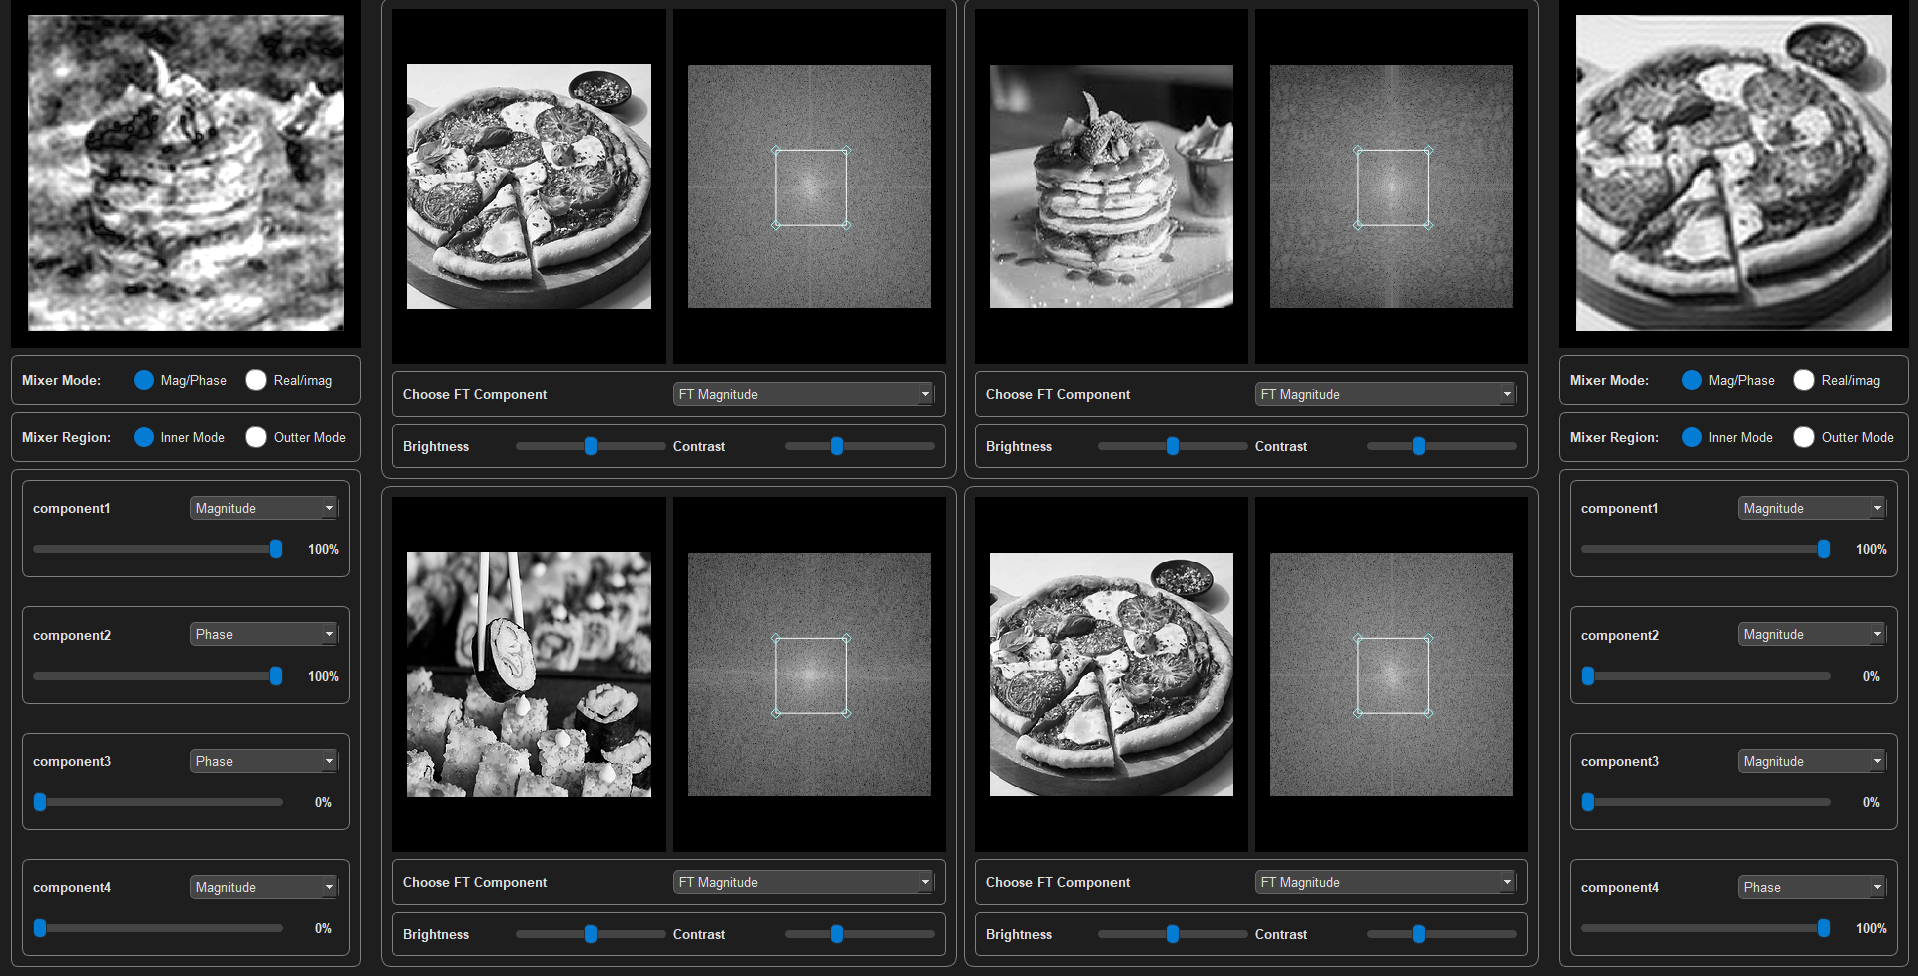 Mixer Mode: Mag/Phase Real/imag
Mixer Region: Inner Mode Outter Mode
component1 Magnitude
100%
component2 Phase
100%
component3 Phase
0%
component4 Magnitude
0%
Choose FT Component FT Magnitude
Brightness Contrast
Choose FT Component FT Magnitude
Brightness Contrast
Choose FT Component FT Magnitude
Brightness Contrast
Choose FT Component FT Magnitude
Brightness Contrast
Mixer Mode: Mag/Phase Real/imag
Mixer Region: Inner Mode Outter Mode
component1 Magnitude
100%
component2 Magnitude
0%
component3 Magnitude
0%
component4 Phase
100%